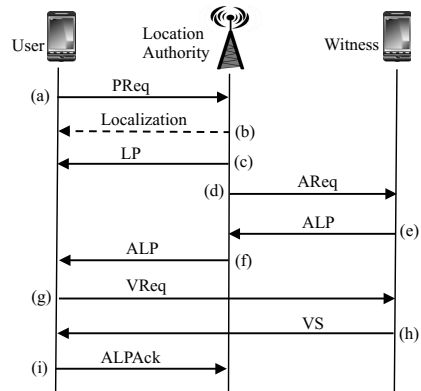 User
Location
Authority
Witness
(a) PReq
Localization (b)
LP (c)
(d) AReq
ALP (e)
ALP (f)
(g) VReq
VS (h)
(i) ALPAck